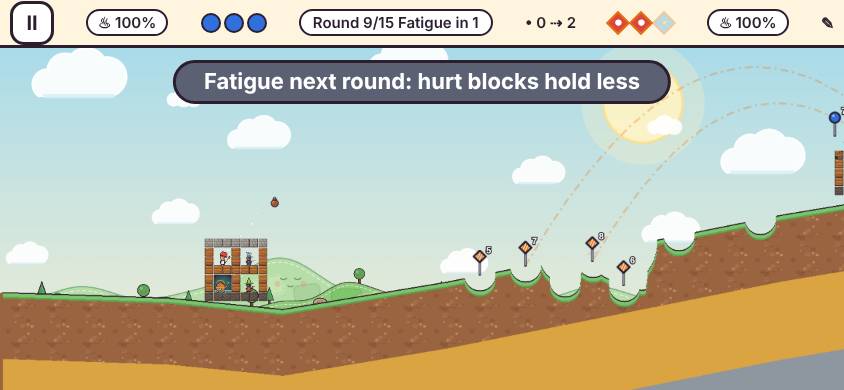 100%
Round 9/15 Fatigue in 1
• 0 ⇢ 2
100%
Fatigue next round: hurt blocks hold less
5
7
8
6